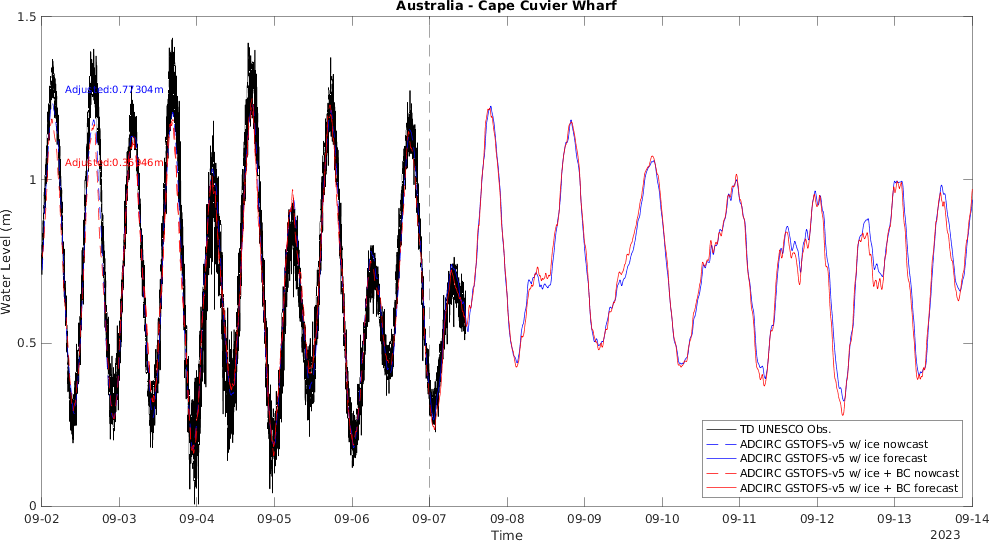 Australia - Cape Cuvier Wharf
1.5
1
0.5
0
Water Level (m)
Adjusted:0.77304m
Adjusted:0.35946m
TD UNESCO Obs.
ADCIRC GSTOFS-v5 w/ ice nowcast
ADCIRC GSTOFS-v5 w/ ice forecast
ADCIRC GSTOFS-v5 w/ ice + BC nowcast
ADCIRC GSTOFS-v5 w/ ice + BC forecast
09-02 09-03 09-04 09-05 09-06 09-07 09-08 09-09 09-10 09-11 09-12 09-13 09-14
Time
2023